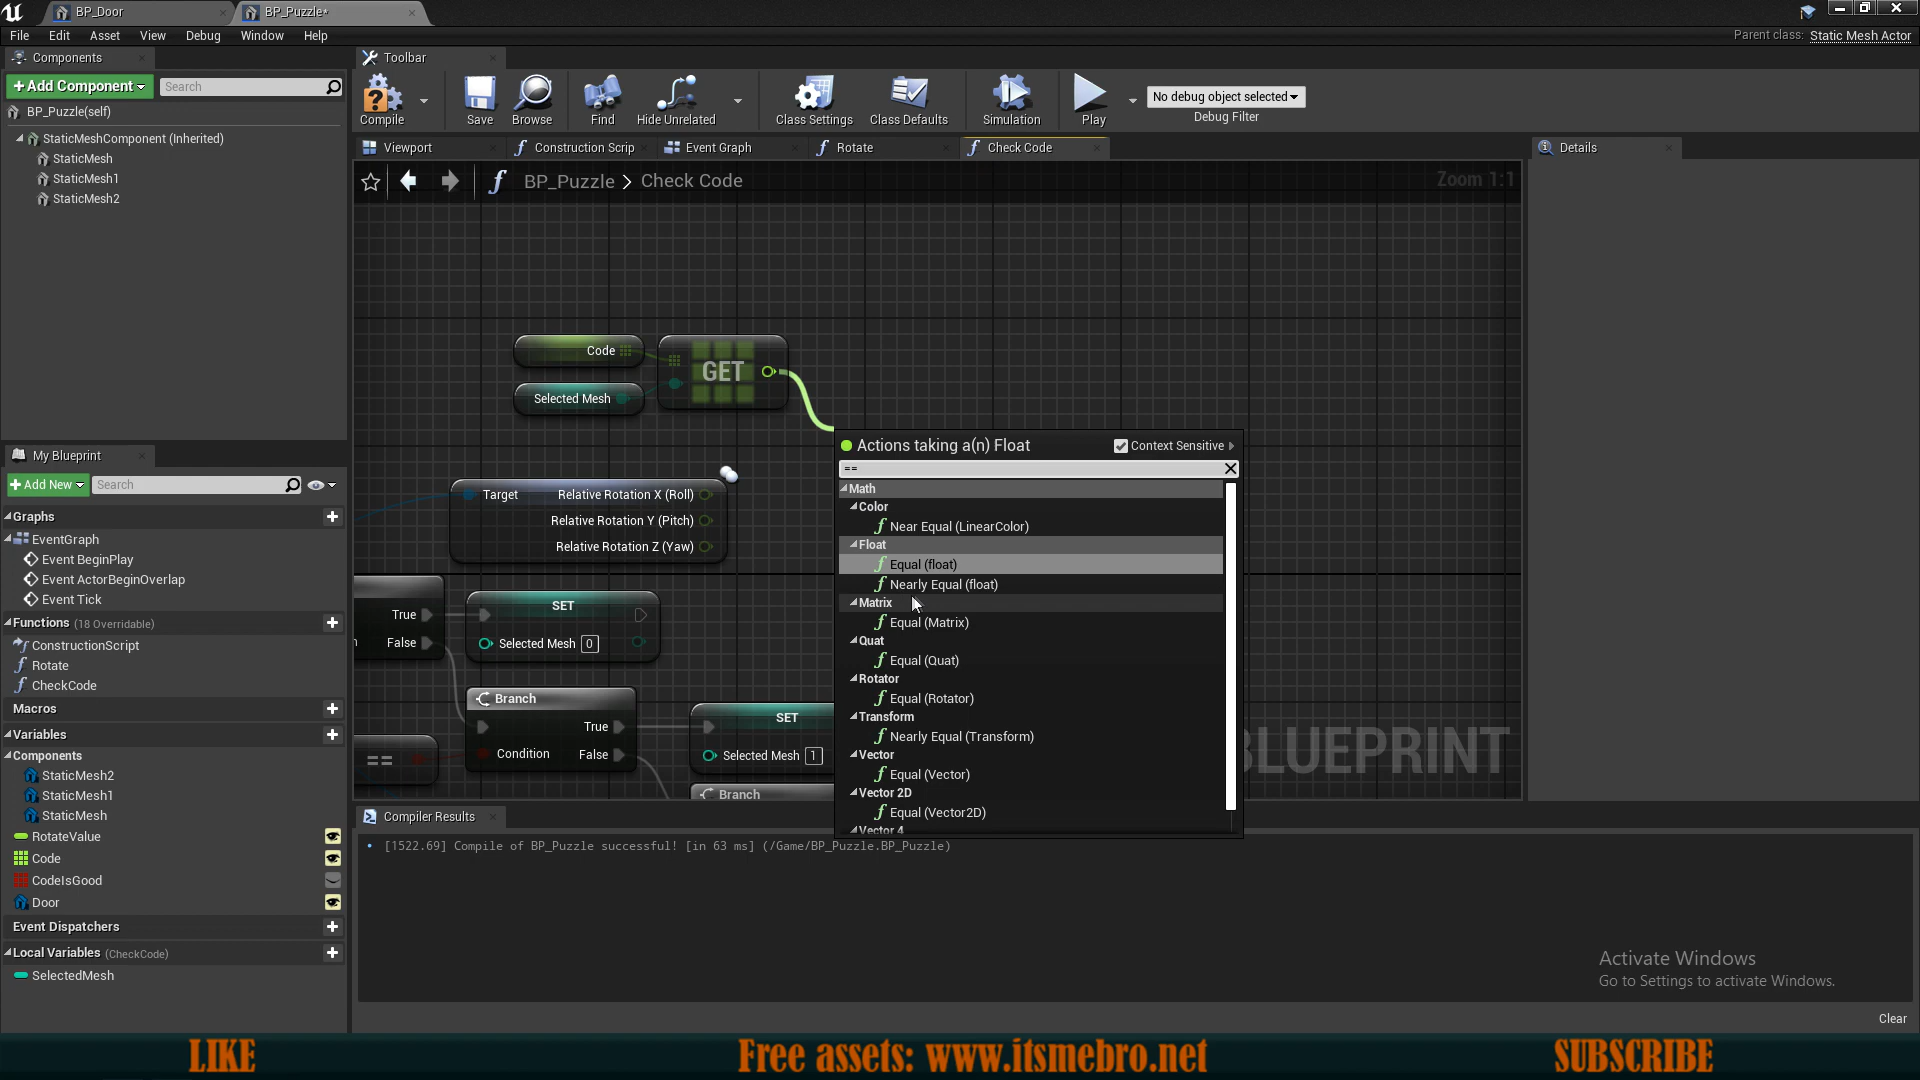 BP_Door
BP_Puzzle*
File Edit Asset View Debug Window Help
Parent class: Static Mesh Actor
Components
Toolbar
+ Add Component
Search
BP_Puzzle(self)
StaticMeshComponent (Inherited)
StaticMesh
StaticMesh1
StaticMesh2
Compile
Save
Browse
Find
Hide Unrelated
Class Settings
Class Defaults
Simulation
Play
No debug object selected
Debug Filter
Viewport
Construction Scrip
Event Graph
Rotate
Check Code
Details
BP_Puzzle > Check Code
Zoom 1:1
Code
Selected Mesh
GET
Target
Relative Rotation X (Roll)
Relative Rotation Y (Pitch)
Relative Rotation Z (Yaw)
True
False
SET
Selected Mesh 0
Branch
True
Condition
False
==
SET
Selected Mesh 1
Branch
BLUEPRINT
Actions taking a(n) Float
Context Sensitive
==
Math
Color
Near Equal (LinearColor)
Float
Equal (float)
Nearly Equal (float)
Matrix
Equal (Matrix)
Quat
Equal (Quat)
Rotator
Equal (Rotator)
Transform
Nearly Equal (Transform)
Vector
Equal (Vector)
Vector 2D
Equal (Vector2D)
Vector 4
My Blueprint
+ Add New
Search
Graphs
EventGraph
Event BeginPlay
Event ActorBeginOverlap
Event Tick
Functions (18 Overridable)
ConstructionScript
Rotate
CheckCode
Macros
Variables
Components
StaticMesh2
StaticMesh1
StaticMesh
RotateValue
Code
CodeIsGood
Door
Event Dispatchers
Local Variables (CheckCode)
SelectedMesh
Compiler Results
• [1522.69] Compile of BP_Puzzle successful! [in 63 ms] (/Game/BP_Puzzle.BP_Puzzle)
Activate Windows
Go to Settings to activate Windows.
Clear
LIKE
Free assets: www.itsmebro.net
SUBSCRIBE